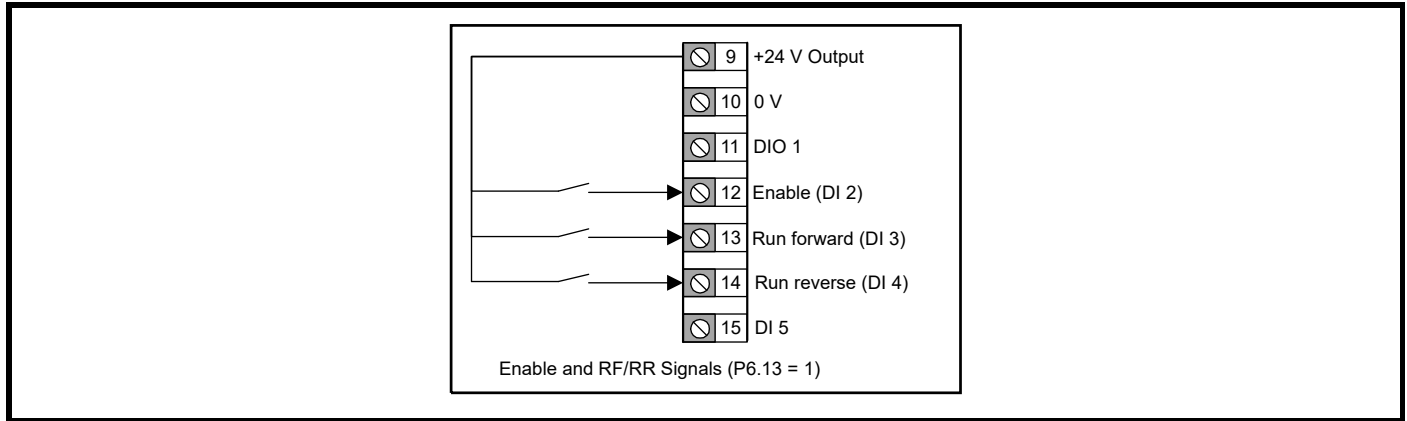 9 +24 V Output
10 0 V
11 DIO 1
12 Enable (DI 2)
13 Run forward (DI 3)
14 Run reverse (DI 4)
15 DI 5
Enable and RF/RR Signals (P6.13 = 1)